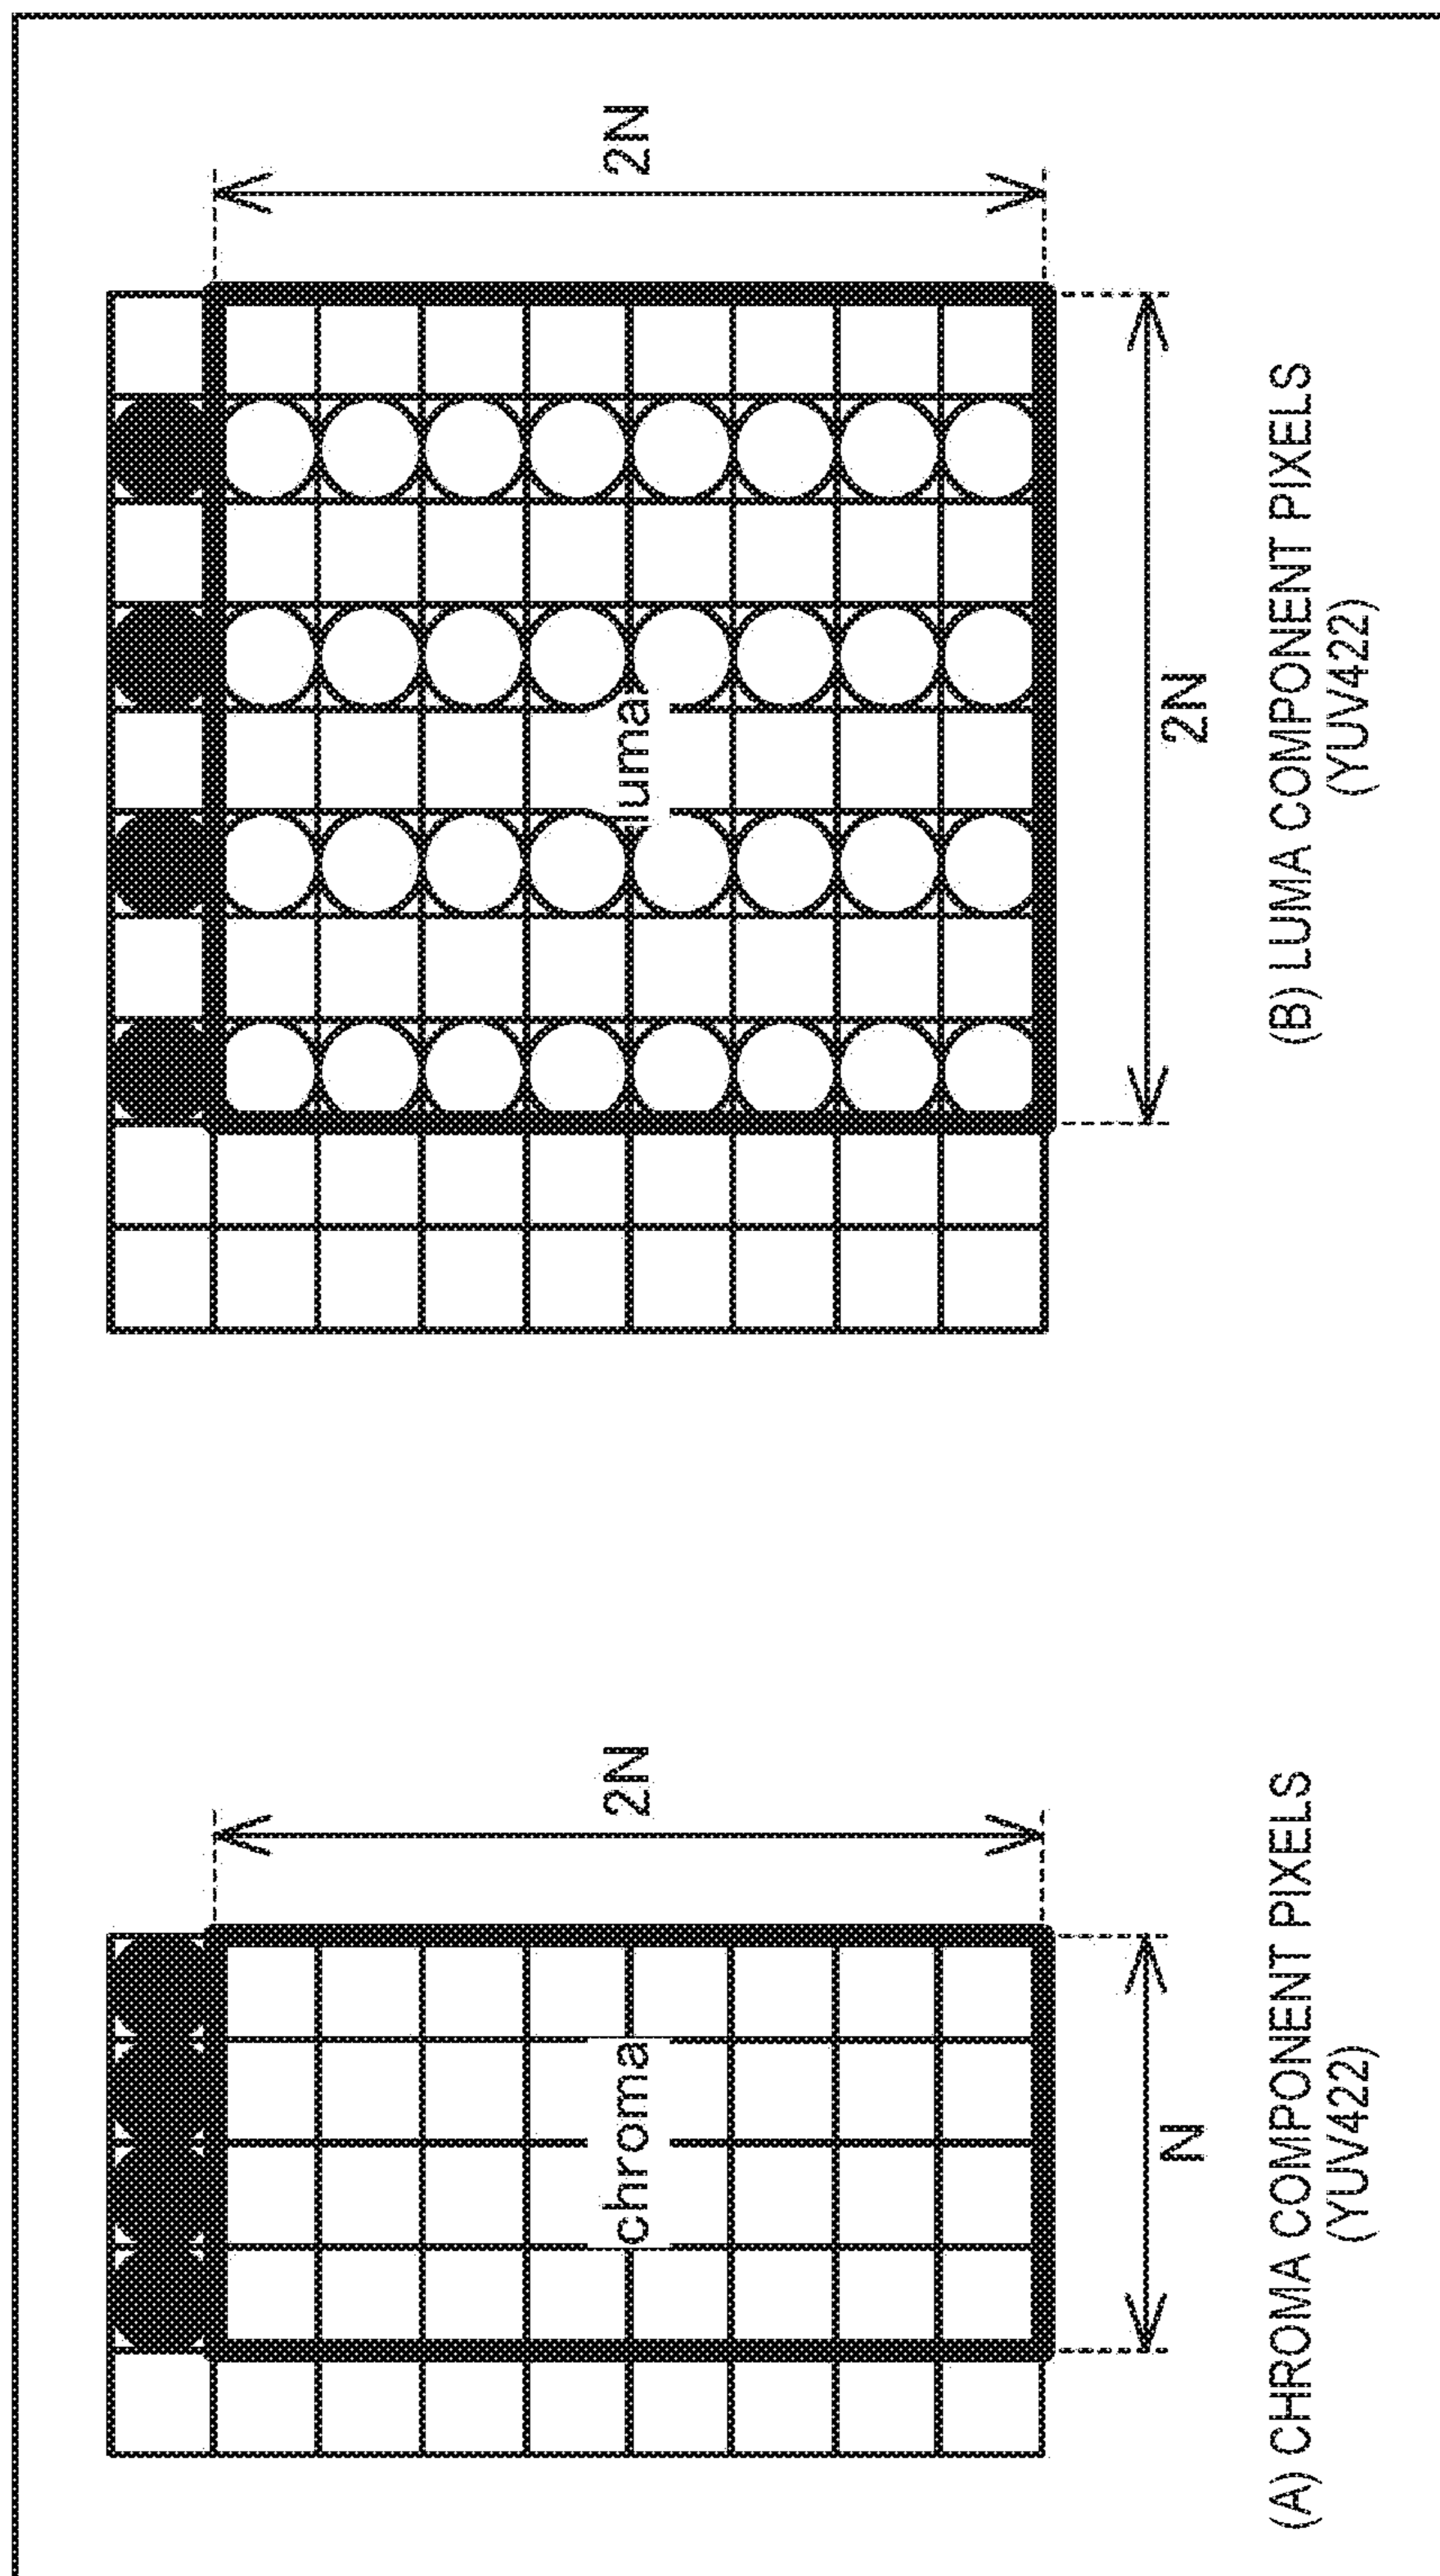 chroma
2N
N
(A) CHROMA COMPONENT PIXELS
(YUV422)
luma
2N
2N
(B) LUMA COMPONENT PIXELS
(YUV422)